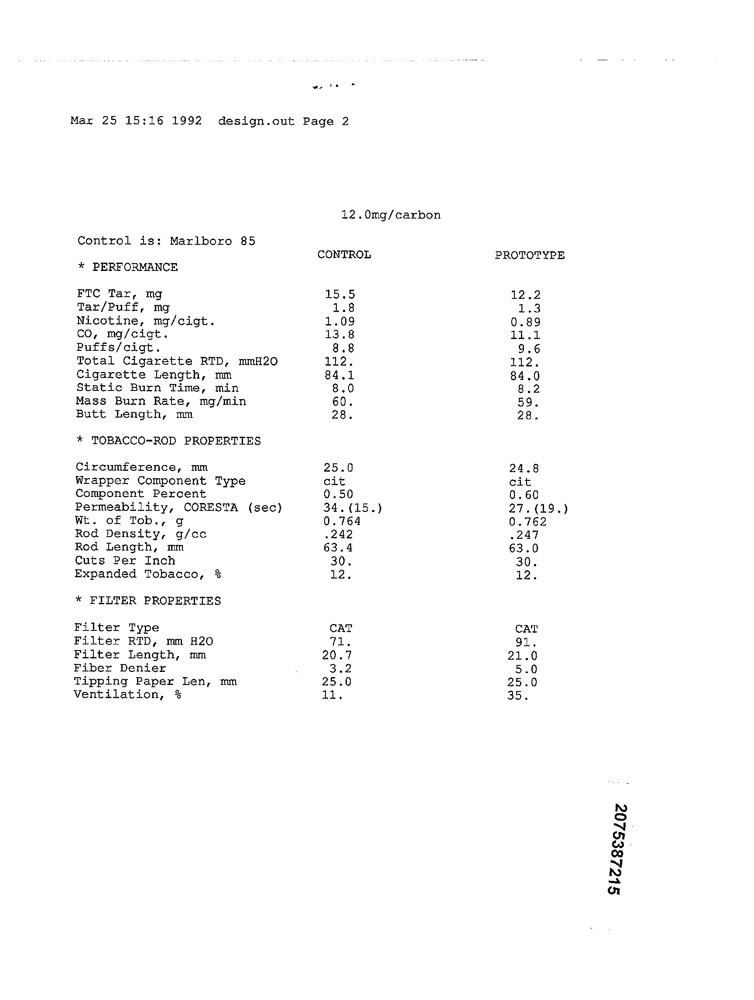 Mar 25 15:16 1992  design.out Page 2
12.0mg/carbon
Control is: Marlboro 85
CONTROL PROTOTYPE
* PERFORMANCE
FTC Tar, mg 15.5 12.2
Tar/Puff, mg 1.8 1.3
Nicotine, mg/cigt. 1.09 0.89
CO, mg/cigt. 13.8 11.1
Puffs/cigt. 8.8 9.6
Total Cigarette RTD, mmH2O 112. 112.
Cigarette Length, mm 84.1 84.0
Static Burn Time, min 8.0 8.2
Mass Burn Rate, mg/min 60. 59.
Butt Length, mm 28. 28.
* TOBACCO-ROD PROPERTIES
Circumference, mm 25.0 24.8
Wrapper Component Type cit cit
Component Percent 0.50 0.60
Permeability, CORESTA (sec) 34.(15.) 27.(19.)
Wt. of Tob., g 0.764 0.762
Rod Density, g/cc .242 .247
Rod Length, mm 63.4 63.0
Cuts Per Inch 30. 30.
Expanded Tobacco, % 12. 12.
* FILTER PROPERTIES
Filter Type CAT CAT
Filter RTD, mm H2O 71. 91.
Filter Length, mm 20.7 21.0
Fiber Denier 3.2 5.0
Tipping Paper Len, mm 25.0 25.0
Ventilation, % 11. 35.
2075387215